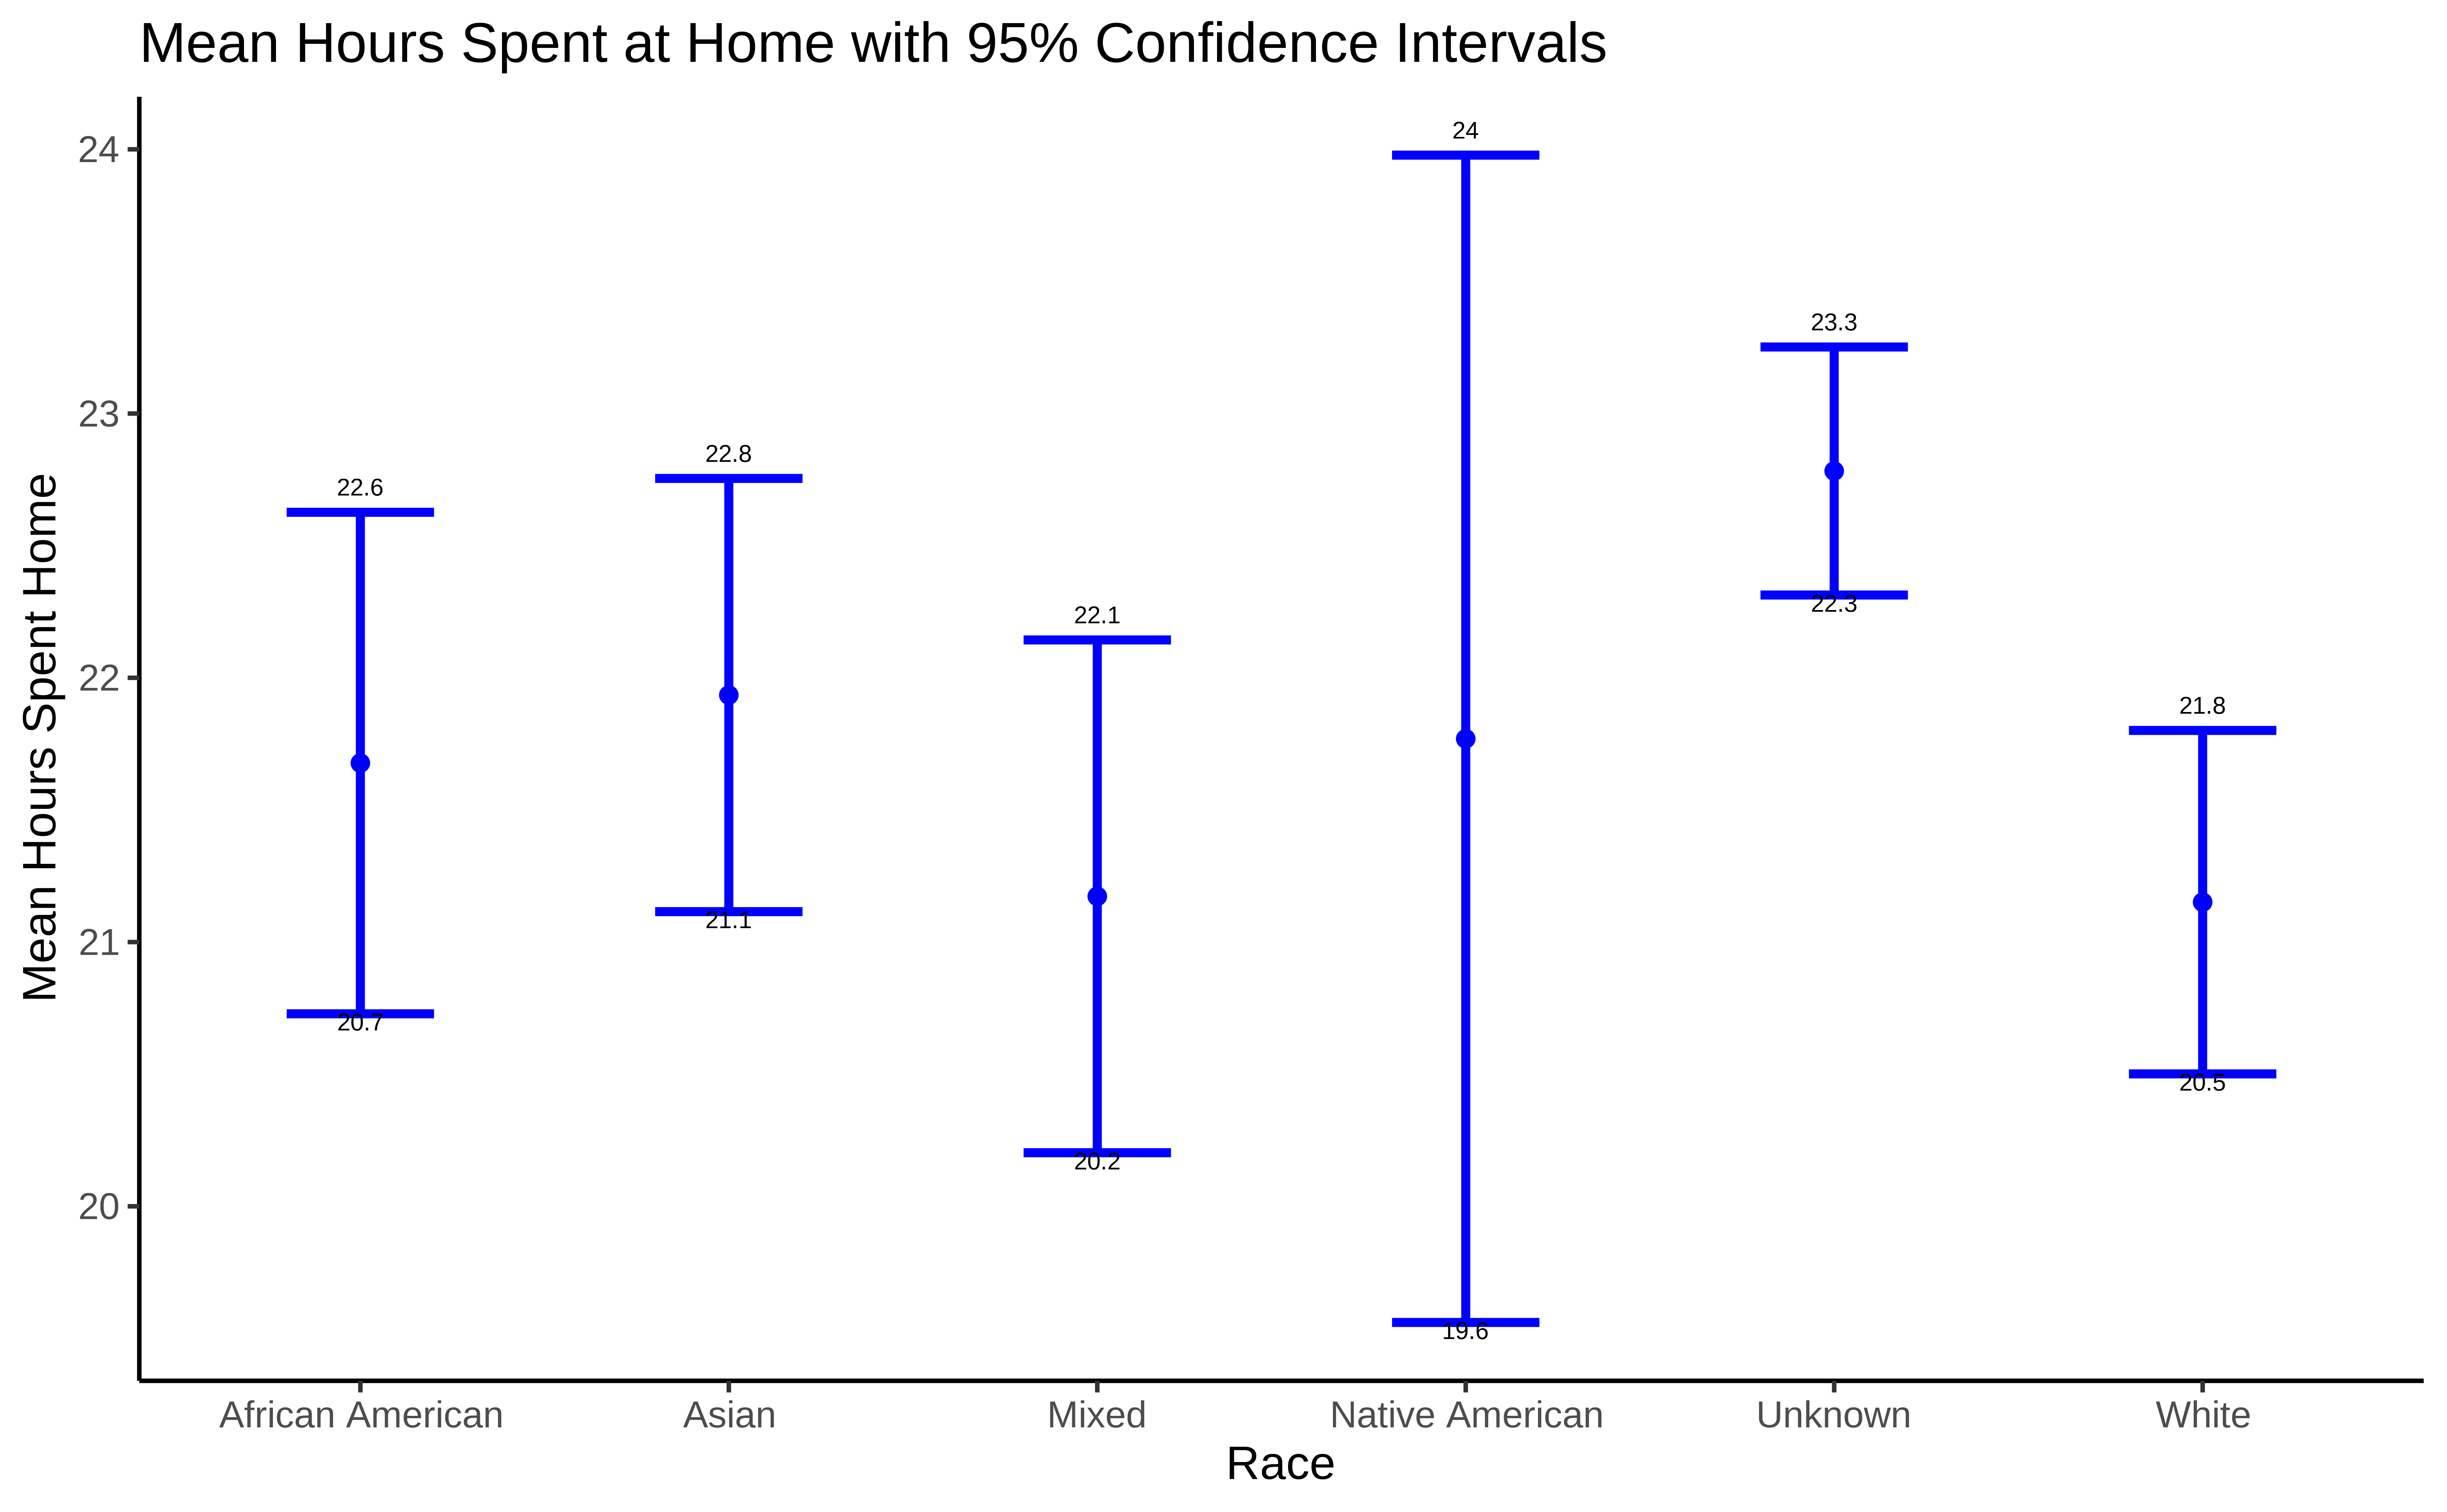 Mean Hours Spent at Home with 95% Confidence Intervals
Mean Hours Spent Home
24
23
22
21
20
22.6
20.7
22.8
21.1
22.1
20.2
24
19.6
23.3
22.3
21.8
20.5
African American
Asian
Mixed
Native American
Unknown
White
Race